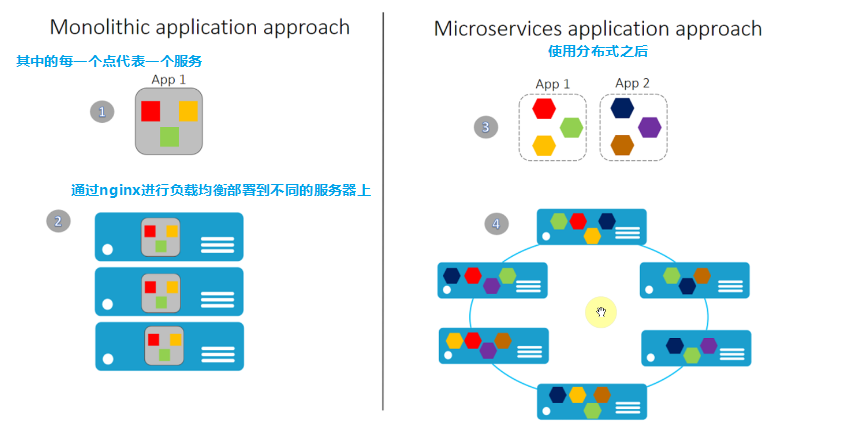 Monolithic application approach
其中的每一个点代表一个服务
App 1
1
通过nginx进行负载均衡部署到不同的服务器上
2
Microservices application approach
使用分布式之后
App 1
App 2
3
4